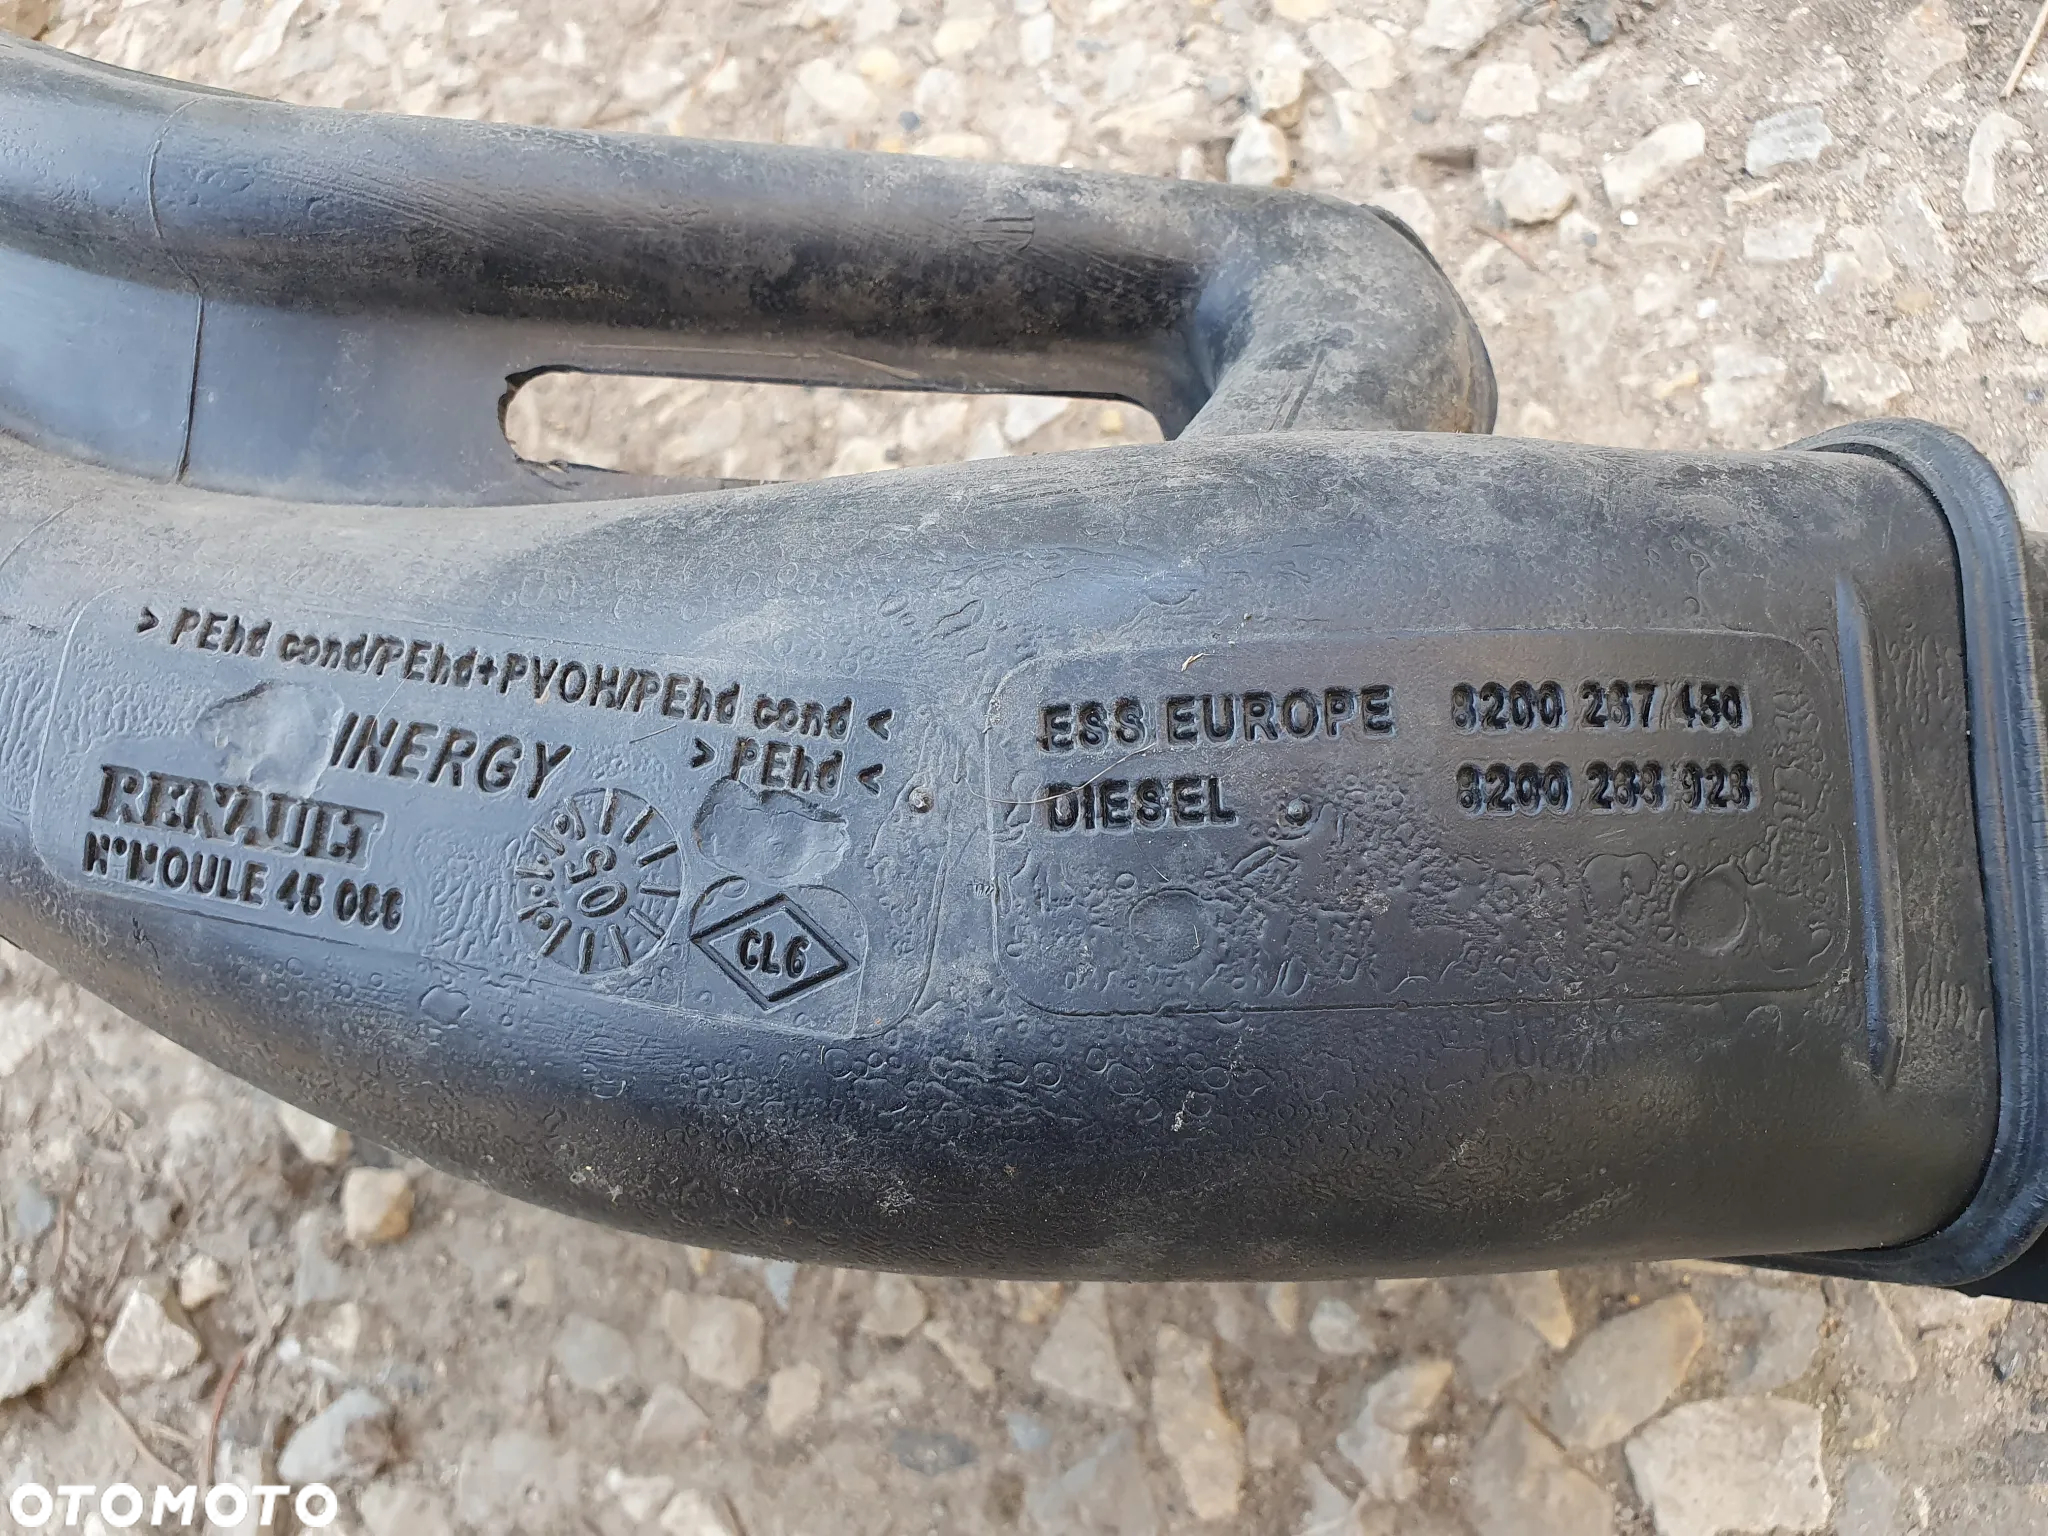 > PEhd cond/PEhd+PVOH/PEhd cond <
> PEhd <
INERGY
RENAULT
N°MOULE 45 066
05
CL6
ESS EUROPE 8200 237 450
DIESEL 8200 233 923
OTOMOTO